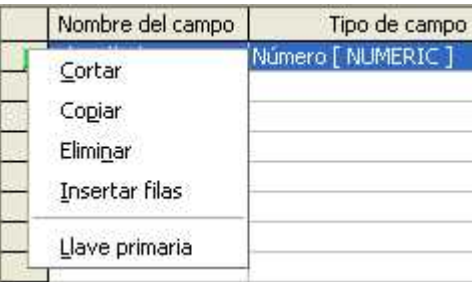 Nombre del campo Tipo de campo
Número [ NUMERIC ]
Cortar
Copiar
Eliminar
Insertar filas
Llave primaria